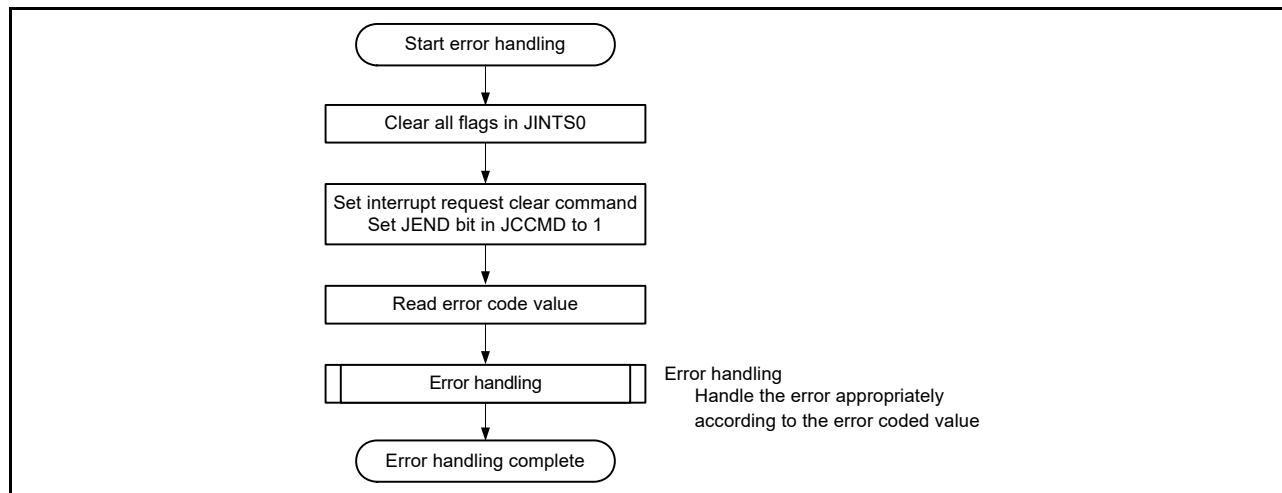 Start error handling
Clear all flags in JINTS0
Set interrupt request clear command
Set JEND bit in JCCMD to 1
Read error code value
Error handling
Error handling
Handle the error appropriately
according to the error coded value
Error handling complete